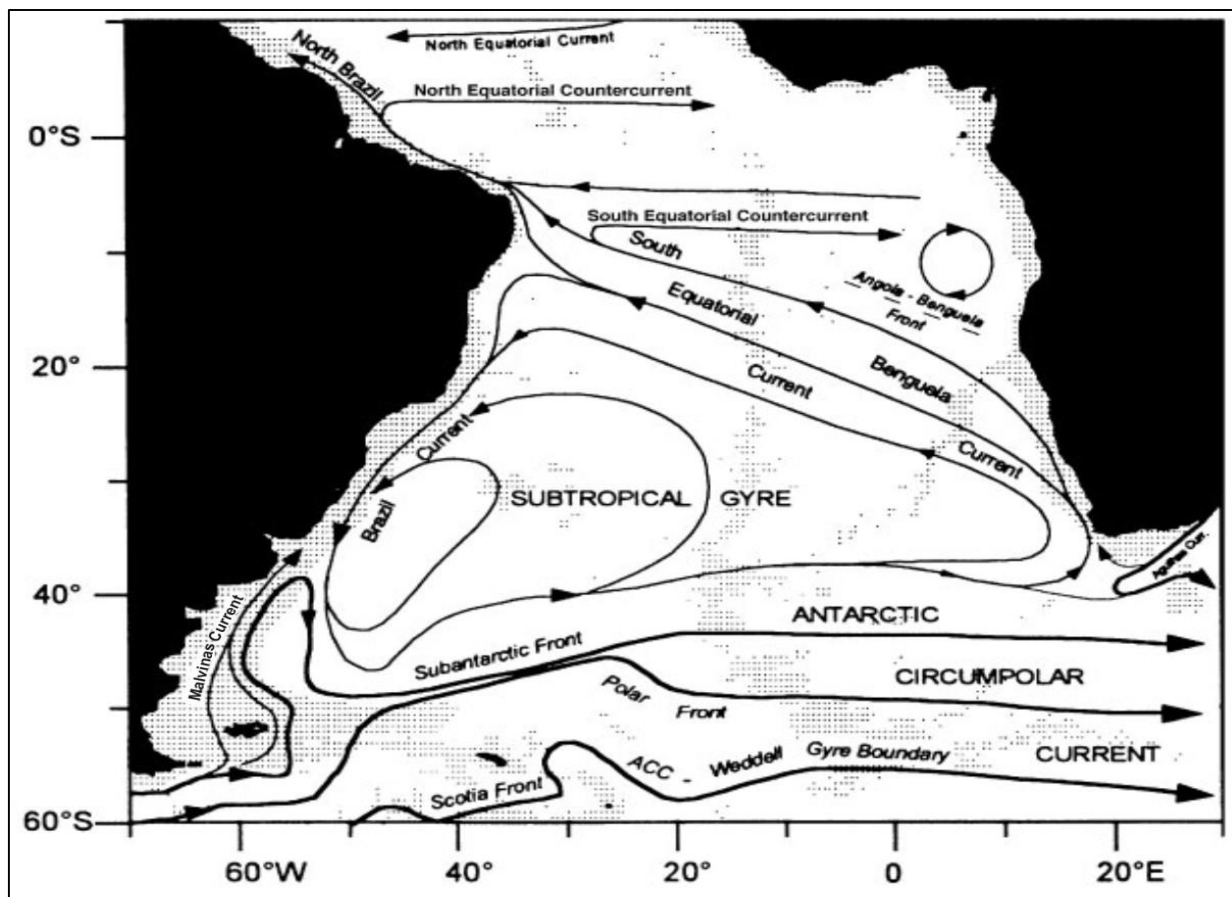 North Equatorial Current
North Brazil
North Equatorial Countercurrent
0°S
South Equatorial Countercurrent
South
Equatorial
Current
Angola - Benguela
Front
20°
Benguela
Current
Current
Brazil
SUBTROPICAL GYRE
Agulhas Curr.
40°
ANTARCTIC
Malvinas Current
Subantarctic Front
CIRCUMPOLAR
Polar
Front
CURRENT
ACC - Weddell Gyre Boundary
Scotia Front
60°S
60°W 40° 20° 0 20°E